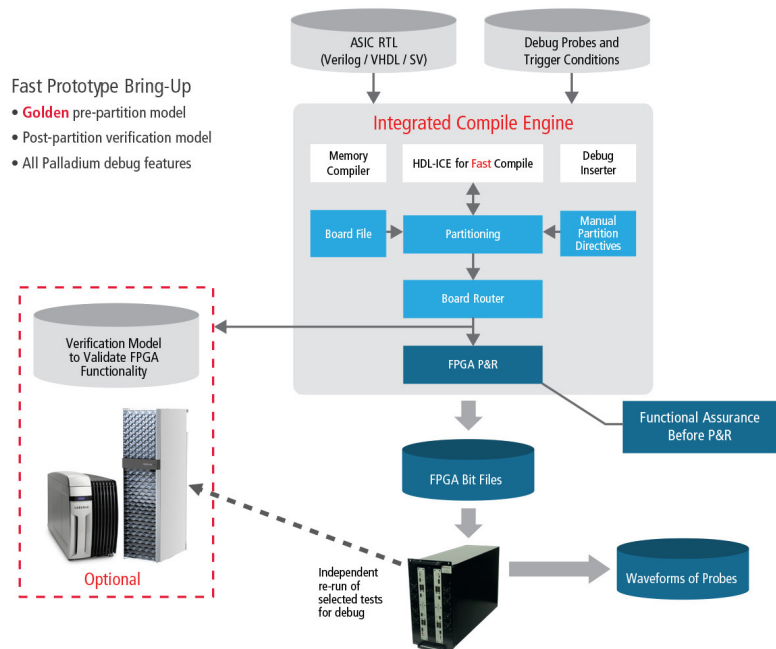 ASIC RTL
(Verilog / VHDL / SV)
Debug Probes and
Trigger Conditions
Fast Prototype Bring-Up
• Golden pre-partition model
• Post-partition verification model
• All Palladium debug features
Integrated Compile Engine
Memory
Compiler
HDL-ICE for Fast Compile
Debug
Inserter
Board File
Partitioning
Manual
Partition
Directives
Board Router
Verification Model
to Validate FPGA
Functionality
FPGA P&R
Functional Assurance
Before P&R
FPGA Bit Files
Optional
Independent
re-run of
selected tests
for debug
Waveforms of Probes